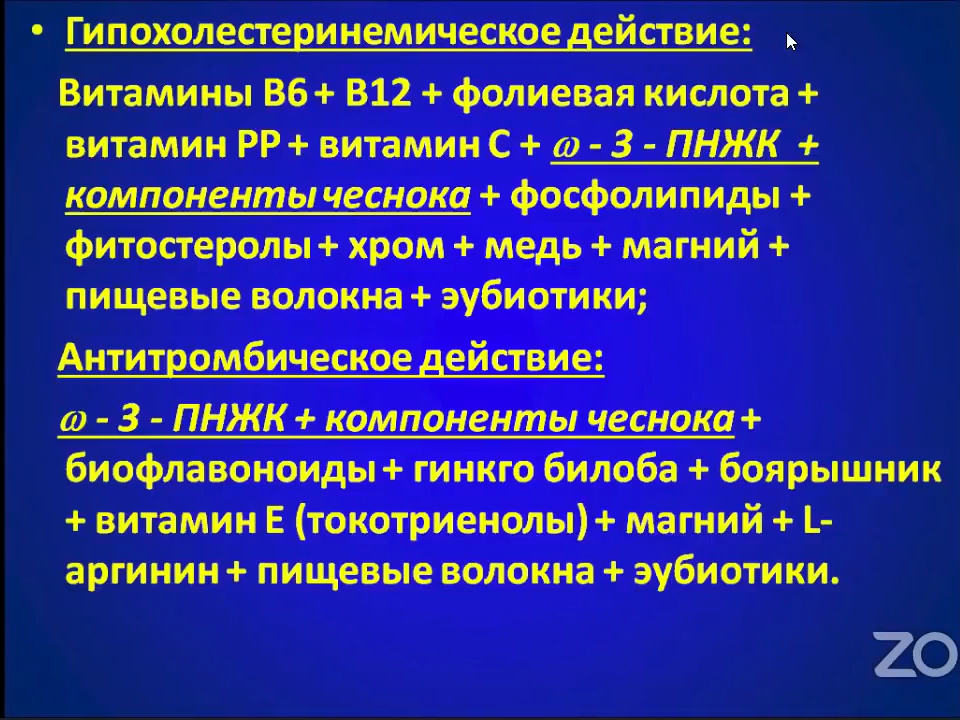 • Гипохолестеринемическое действие:
Витамины В6 + В12 + фолиевая кислота +
витамин РР + витамин С + ω - 3 - ПНЖК +
компоненты чеснока + фосфолипиды +
фитостеролы + хром + медь + магний +
пищевые волокна + эубиотики;
Антитромбическое действие:
ω - 3 - ПНЖК + компоненты чеснока +
биофлавоноиды + гинкго билоба + боярышник
+ витамин Е (токотриенолы) + магний + L-
аргинин + пищевые волокна + эубиотики.
ZO